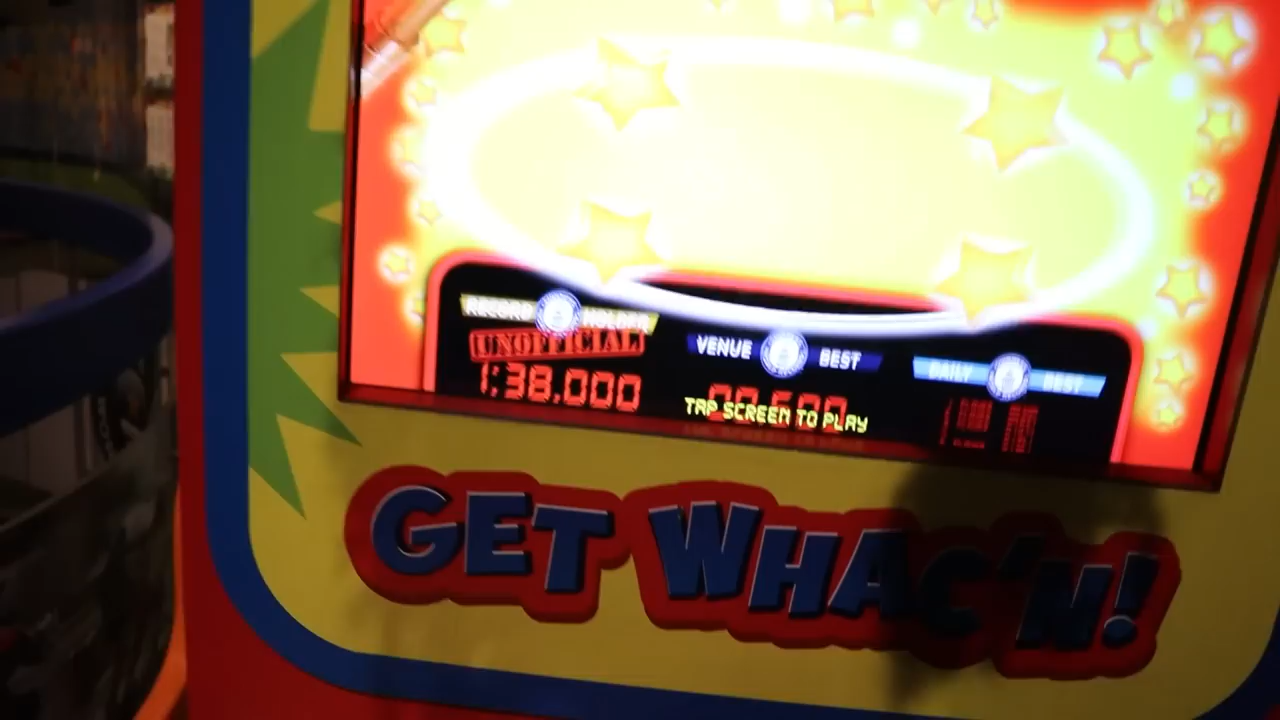 RECORD HOLDER
UNOFFICIAL
1:38.000
VENUE BEST
TAP SCREEN TO PLAY
DAILY BEST
GET WHAC'N!